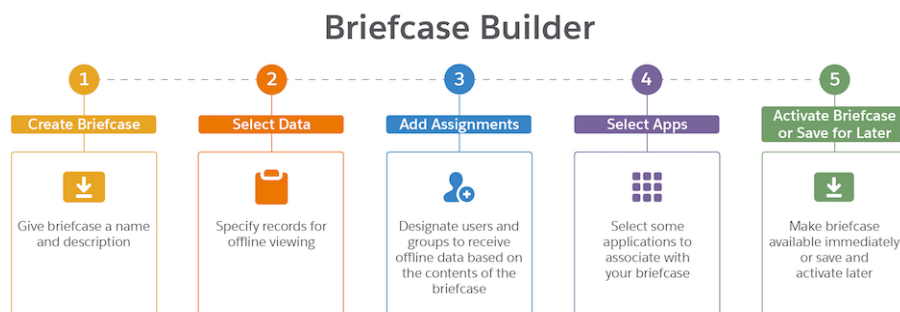 Briefcase Builder
1
2
3
4
5
Create Briefcase
Select Data
Add Assignments
Select Apps
Activate Briefcase
or Save for Later
Give briefcase a name
and description
Specify records for
offline viewing
Designate users and
groups to receive
offline data based on
the contents of the
briefcase
Select some
applications to
associate with
your briefcase
Make briefcase
available immediately
or save and
activate later